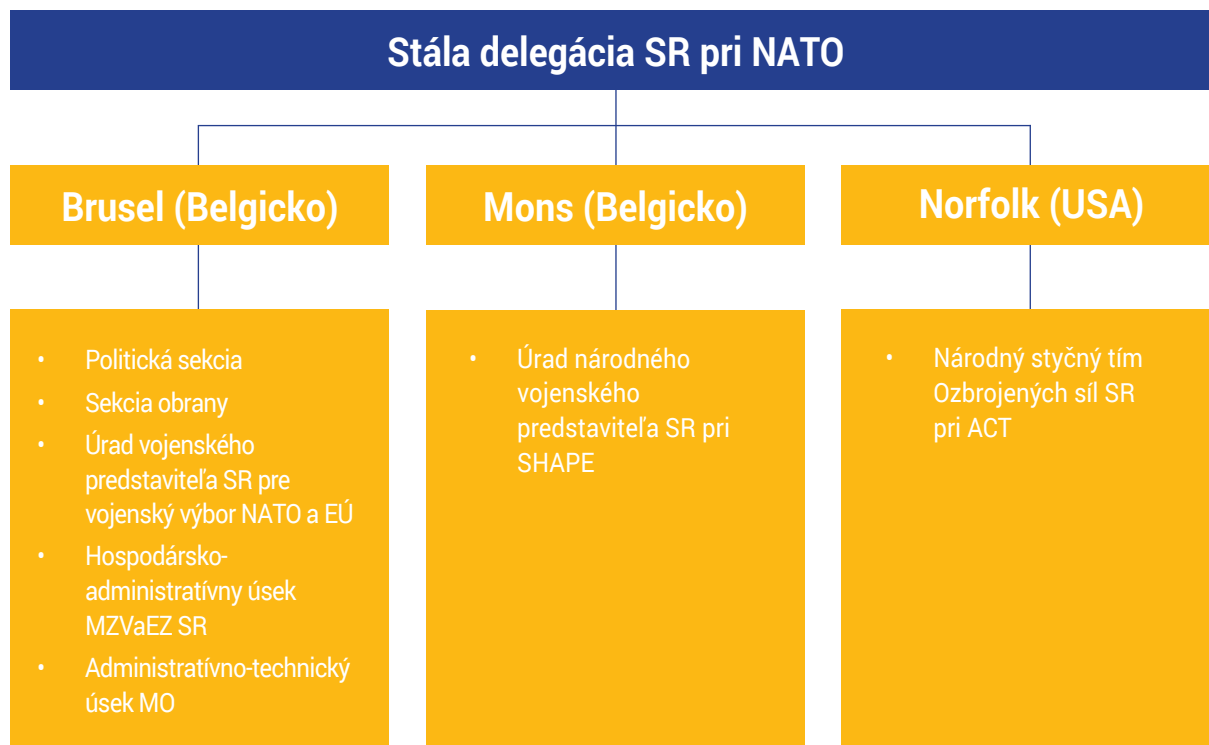 Stála delegácia SR pri NATO
Brusel (Belgicko)
• Politická sekcia
• Sekcia obrany
• Úrad vojenského
predstaviteľa SR pre
vojenský výbor NATO a EÚ
• Hospodársko-
administratívny úsek
MZVaEZ SR
• Administratívno-technický
úsek MO
Mons (Belgicko)
• Úrad národného
vojenského
predstaviteľa SR pri
SHAPE
Norfolk (USA)
• Národný styčný tím
Ozbrojených síl SR
pri ACT